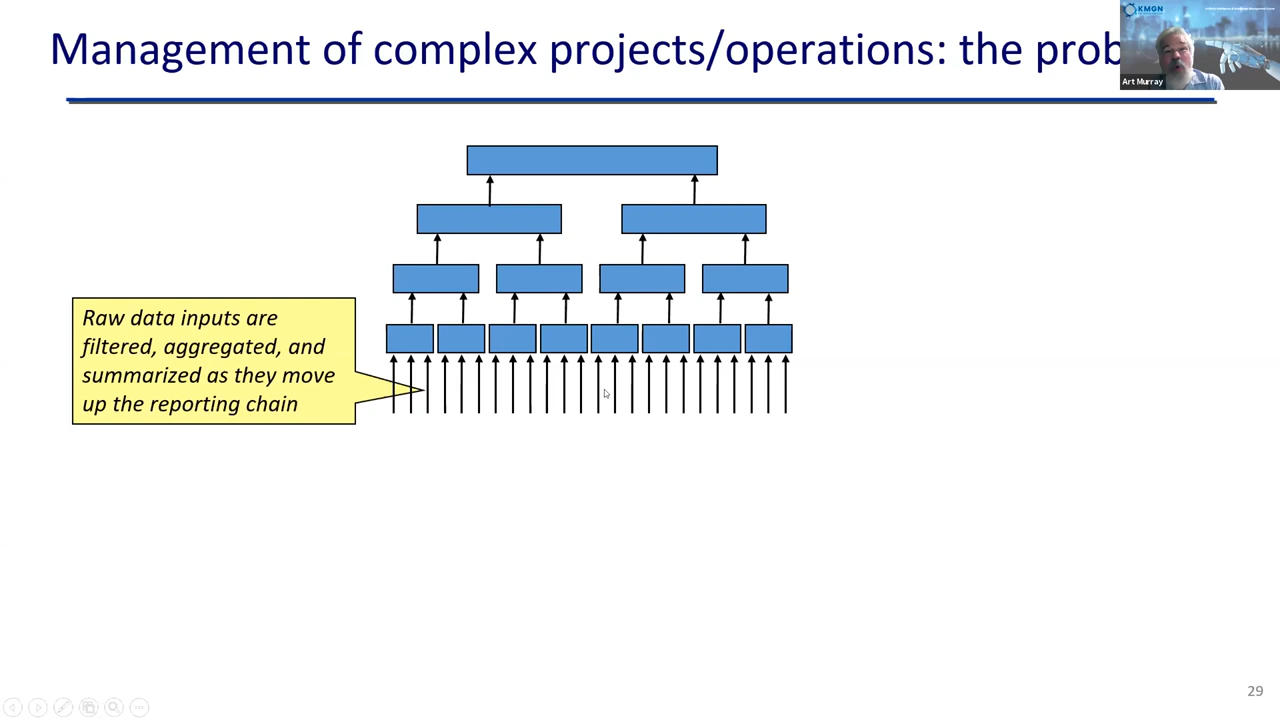 Management of complex projects/operations: the prob
KMGN
Art Murray
Raw data inputs are
filtered, aggregated, and
summarized as they move
up the reporting chain
29